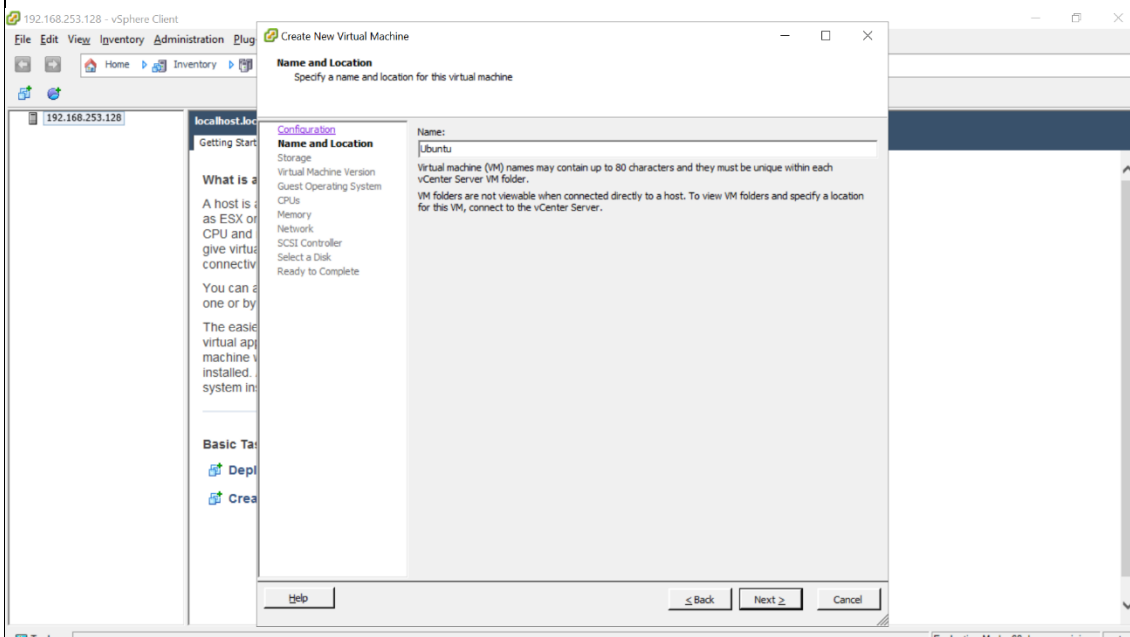 192.168.253.128 - vSphere Client
File Edit View Inventory Administration Plug
Home Inventory
192.168.253.128
localhost.loc
Getting Start
What is a
A host is a
as ESX or
CPU and
give virtua
connectiv
You can a
one or by
The easie
virtual app
machine v
installed.
system ins
Basic Tas
Depl
Crea
Create New Virtual Machine
Name and Location
Specify a name and location for this virtual machine
Configuration
Name and Location
Storage
Virtual Machine Version
Guest Operating System
CPUs
Memory
Network
SCSI Controller
Select a Disk
Ready to Complete
Name:
Ubuntu
Virtual machine (VM) names may contain up to 80 characters and they must be unique within each
vCenter Server VM folder.
VM folders are not viewable when connected directly to a host. To view VM folders and specify a location
for this VM, connect to the vCenter Server.
Help
< Back
Next >
Cancel